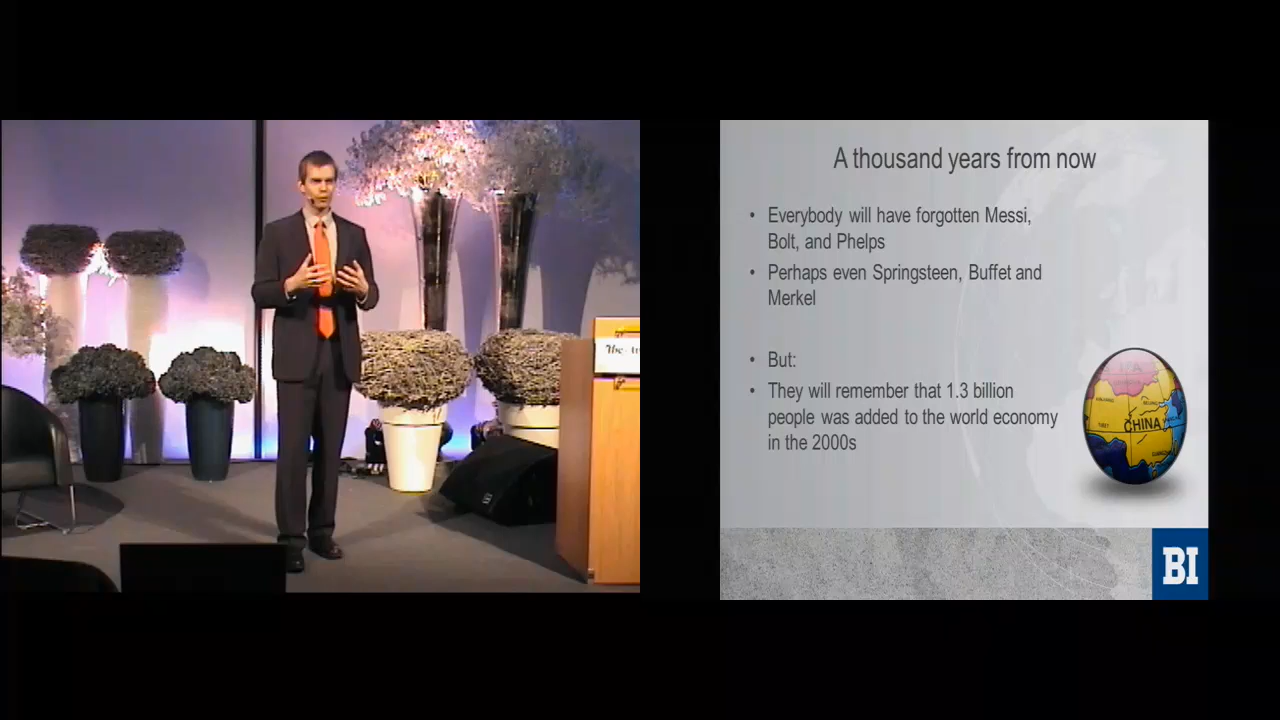 A thousand years from now
• Everybody will have forgotten Messi,
Bolt, and Phelps
• Perhaps even Springsteen, Buffet and
Merkel
• But:
• They will remember that 1.3 billion
people was added to the world economy
in the 2000s
CHINA
BI
The